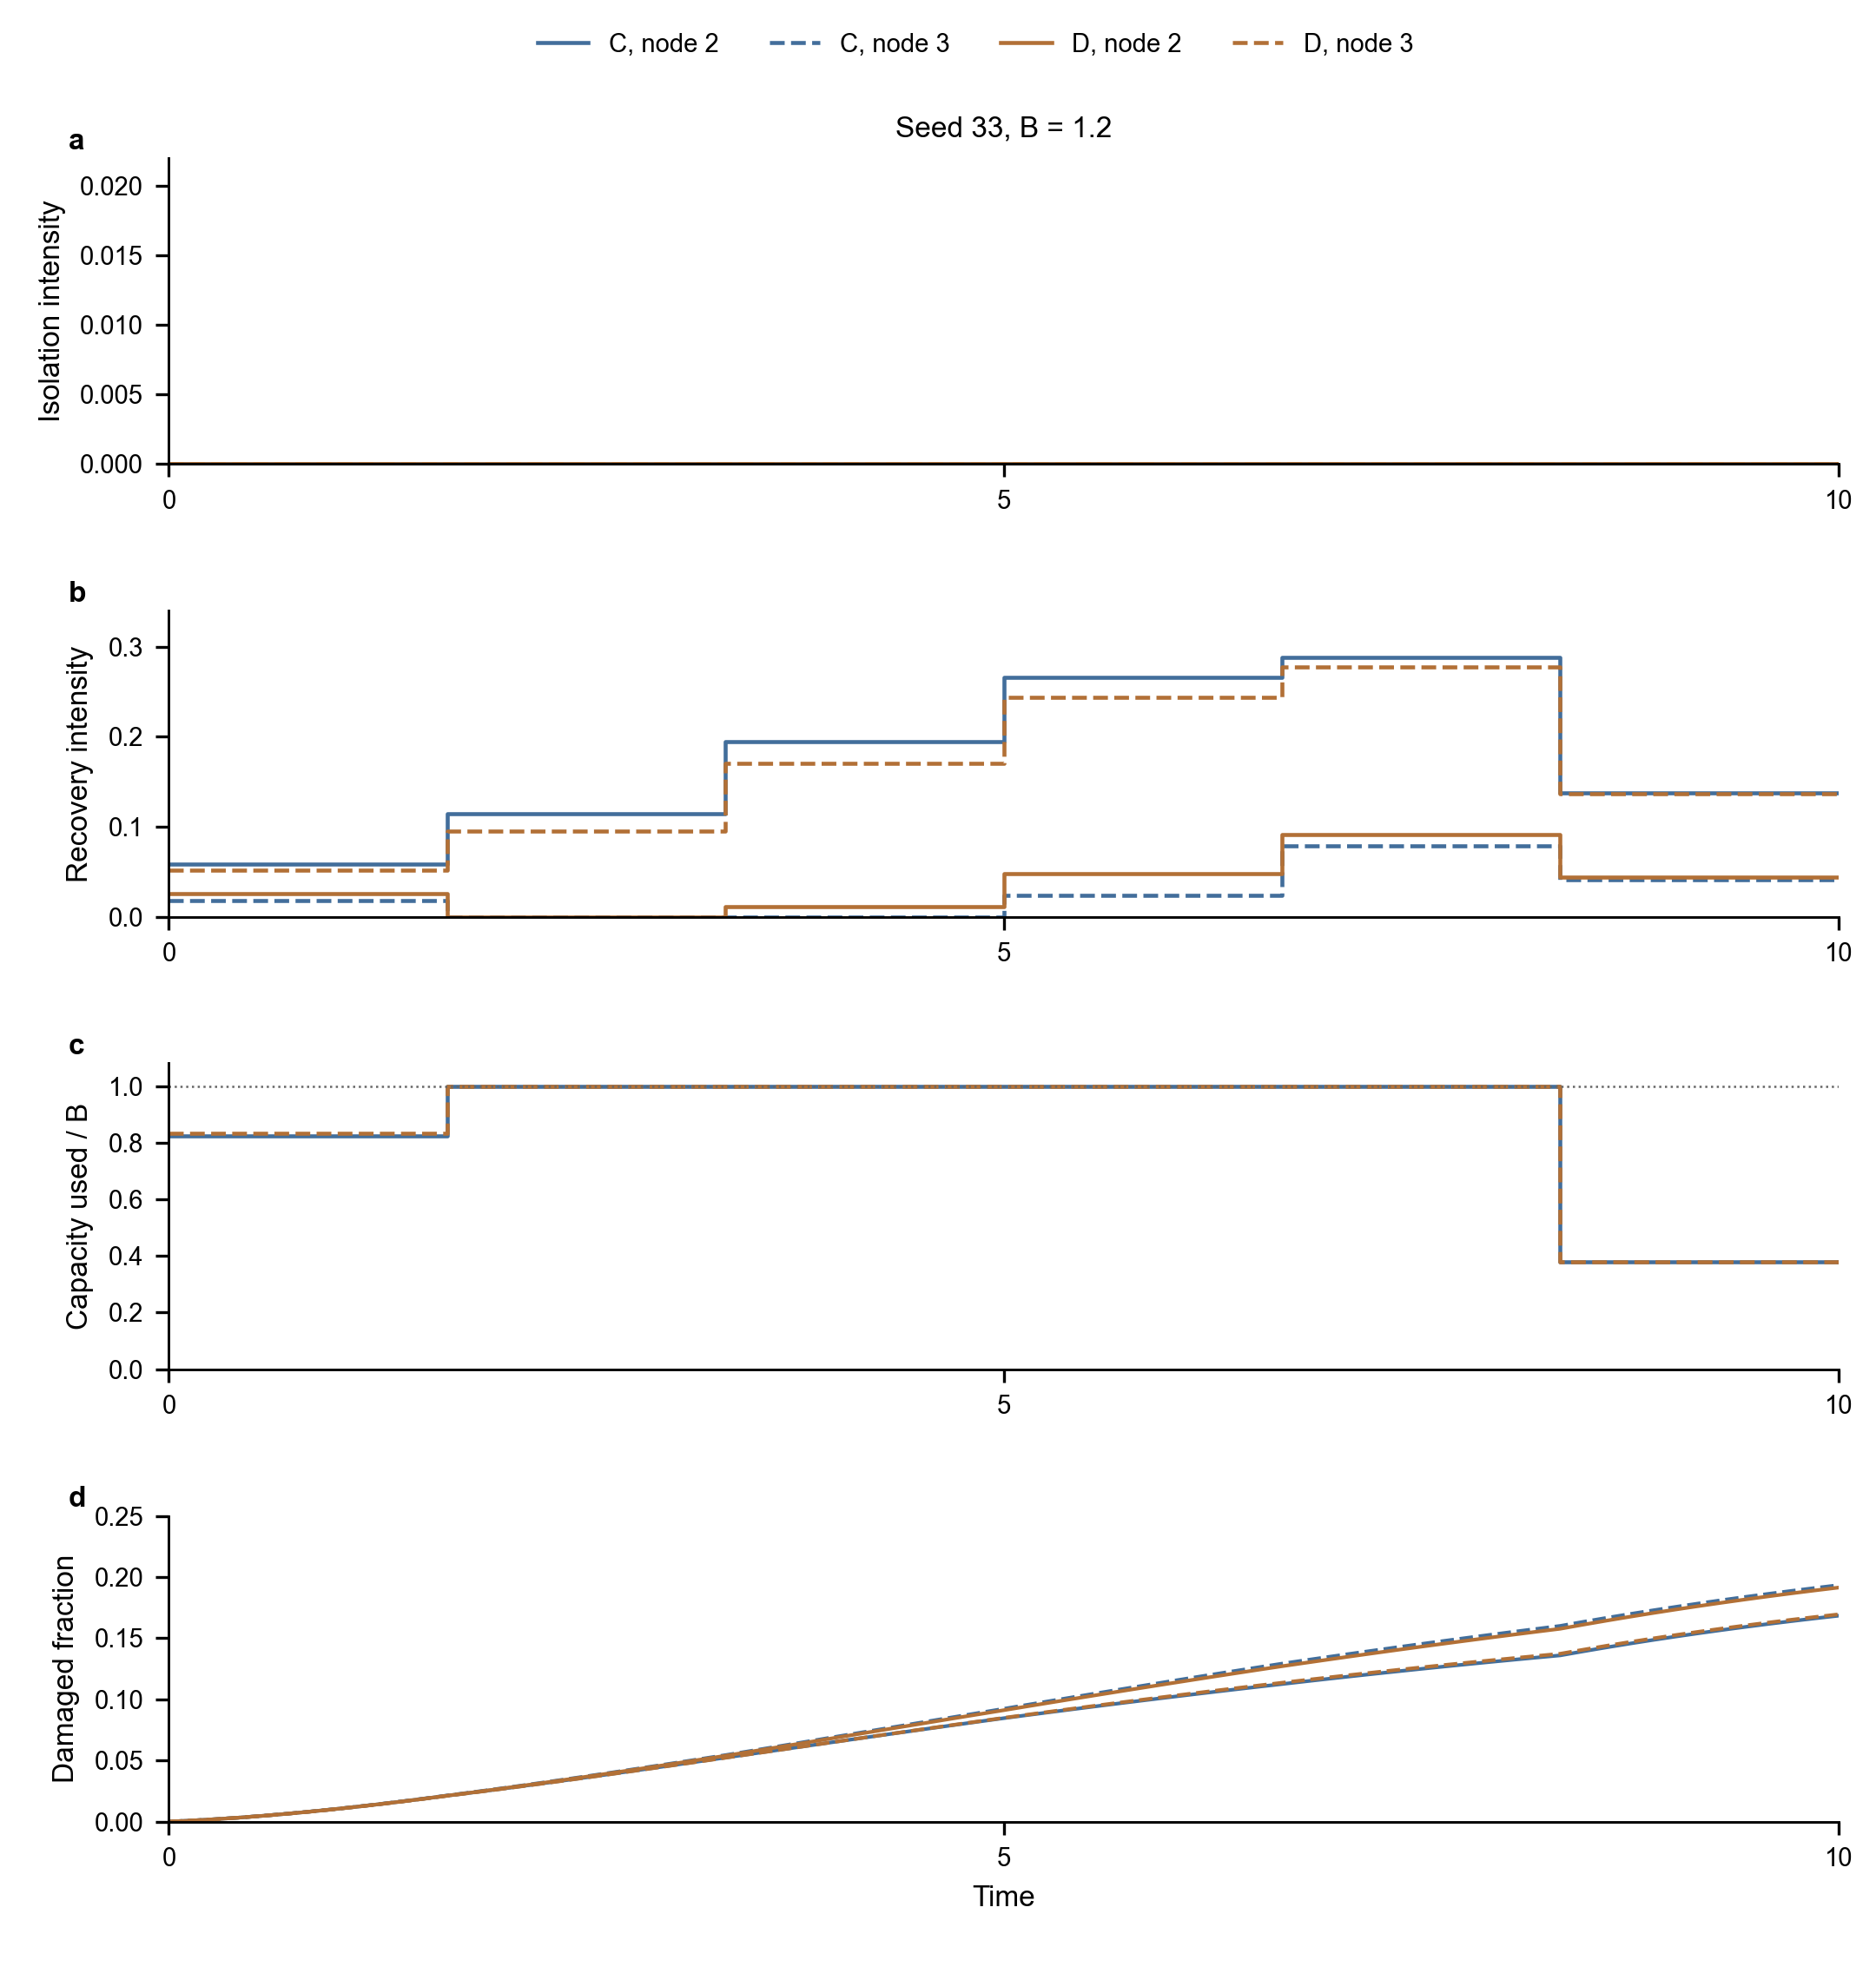 C, node 2 C, node 3 D, node 2 D, node 3
Seed 33, B = 1.2
a
Isolation intensity
0.020
0.015
0.010
0.005
0.000
0 5 10
b
Recovery intensity
0.3
0.2
0.1
0.0
0 5 10
c
Capacity used / B
1.0
0.8
0.6
0.4
0.2
0.0
0 5 10
d
Damaged fraction
0.25
0.20
0.15
0.10
0.05
0.00
0 5 10
Time